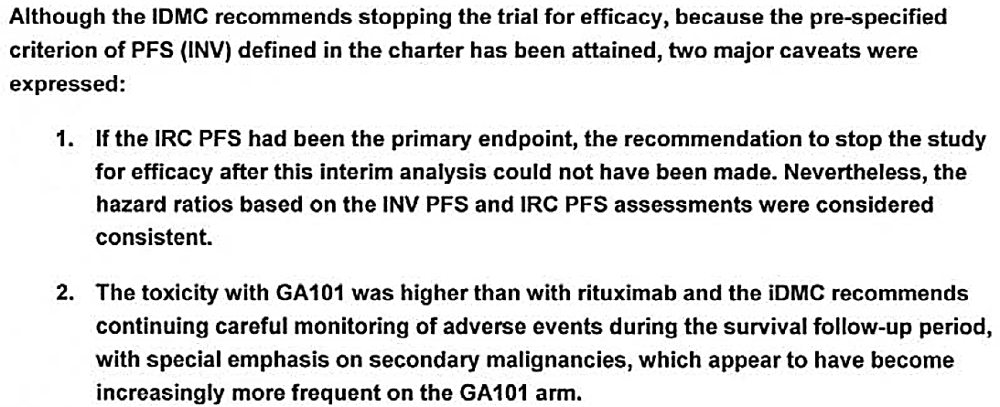 Although the IDMC recommends stopping the trial for efficacy, because the pre-specified
criterion of PFS (INV) defined in the charter has been attained, two major caveats were
expressed:
1. If the IRC PFS had been the primary endpoint, the recommendation to stop the study
for efficacy after this interim analysis could not have been made. Nevertheless, the
hazard ratios based on the INV PFS and IRC PFS assessments were considered
consistent.
2. The toxicity with GA101 was higher than with rituximab and the iDMC recommends
continuing careful monitoring of adverse events during the survival follow-up period,
with special emphasis on secondary malignancies, which appear to have become
increasingly more frequent on the GA101 arm.